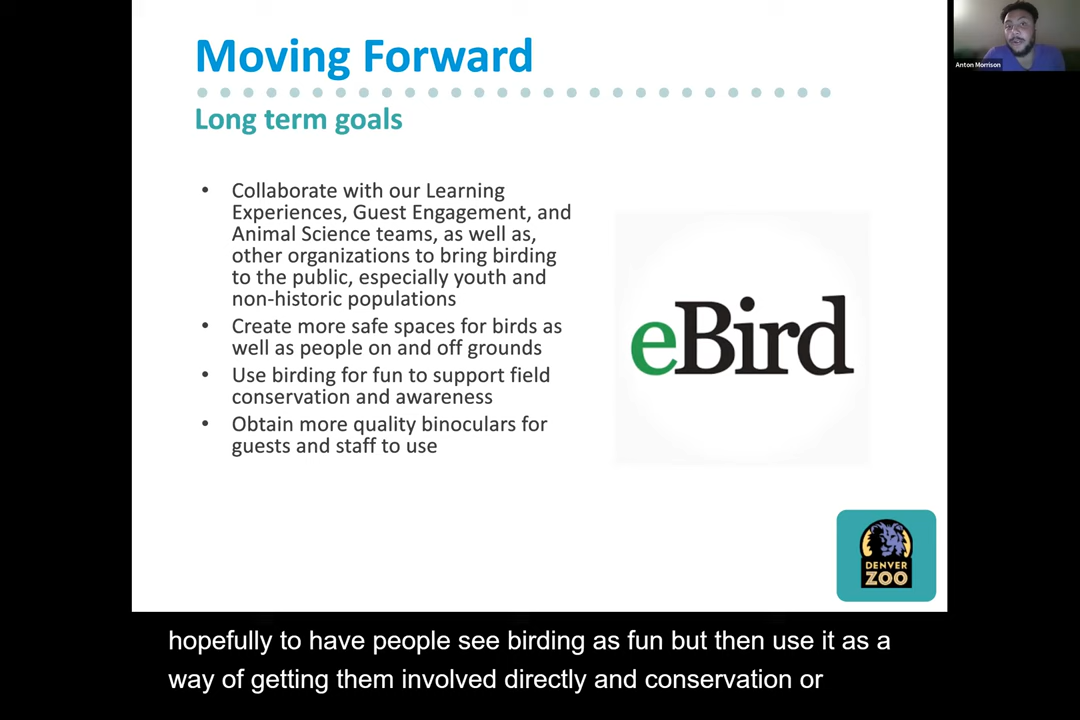 Moving Forward
Long term goals
• Collaborate with our Learning
Experiences, Guest Engagement, and
Animal Science teams, as well as,
other organizations to bring birding
to the public, especially youth and
non-historic populations
• Create more safe spaces for birds as
well as people on and off grounds
• Use birding for fun to support field
conservation and awareness
• Obtain more quality binoculars for
guests and staff to use
eBird
DENVER
ZOO
Anton Morrison
hopefully to have people see birding as fun but then use it as a
way of getting them involved directly and conservation or